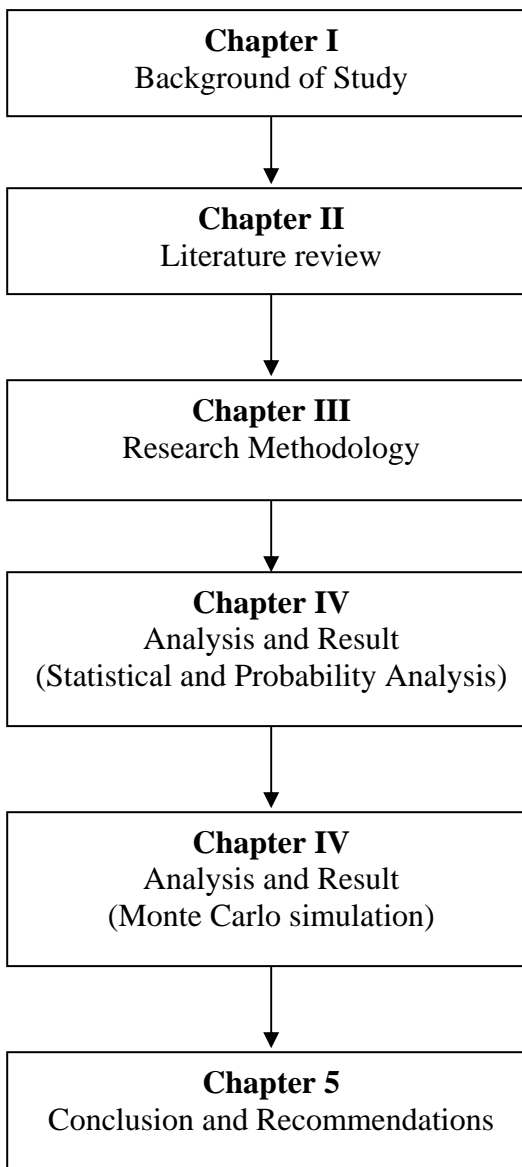 Chapter I
Background of Study
Chapter II
Literature review
Chapter III
Research Methodology
Chapter IV
Analysis and Result
(Statistical and Probability Analysis)
Chapter IV
Analysis and Result
(Monte Carlo simulation)
Chapter 5
Conclusion and Recommendations